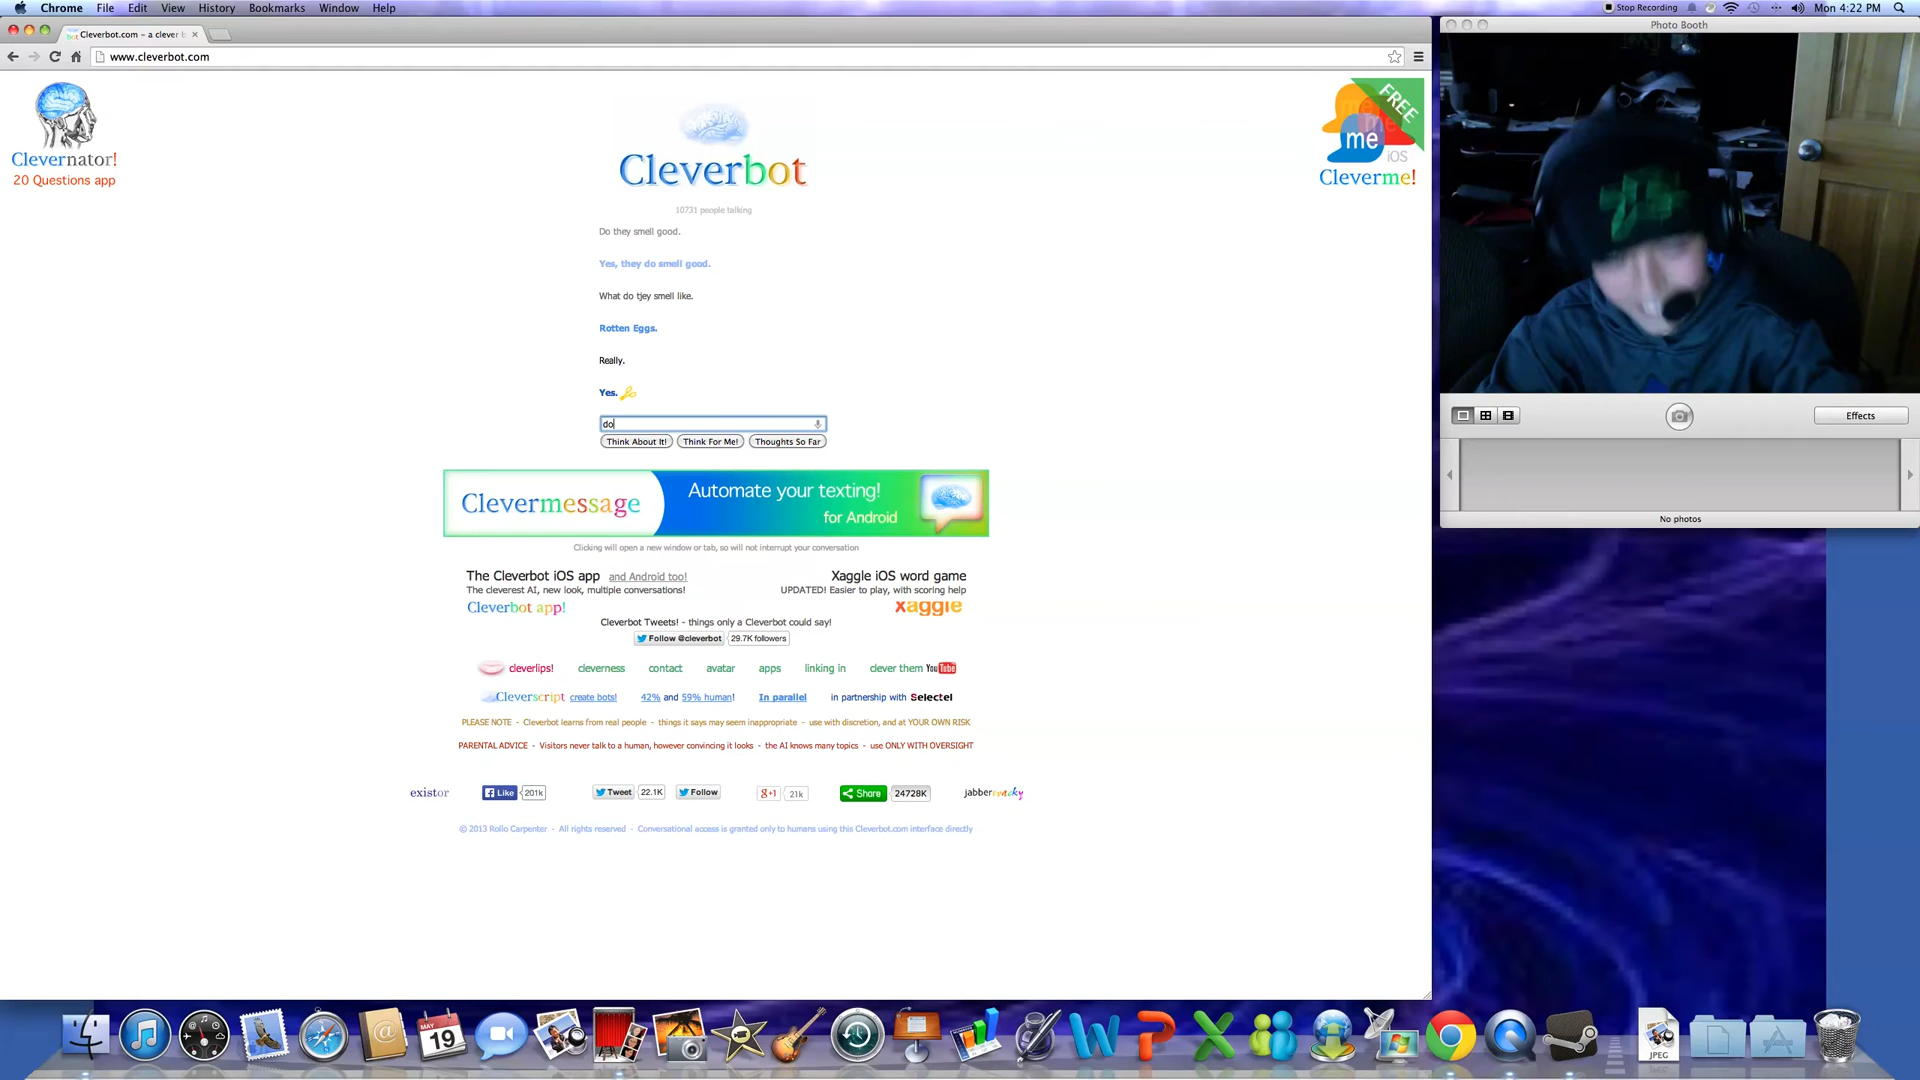 Chrome File Edit View History Bookmarks Window Help
Stop Recording
Mon 4:22 PM
Cleverbot.com – a clever b
www.cleverbot.com
Photo Booth
Clevernator!
20 Questions app
FREE
me
iOS
Cleverme!
Cleverbot
10731 people talking
Do they smell good.
Yes, they do smell good.
What do tjey smell like.
Rotten Eggs.
Really.
Yes.
do
Think About It! Think For Me! Thoughts So Far
Effects
No photos
Clevermessage
Automate your texting!
for Android
Clicking will open a new window or tab, so will not interrupt your conversation
The Cleverbot iOS app and Android too!
The cleverest AI, new look, multiple conversations!
Cleverbot app!
Xaggle iOS word game
UPDATED! Easier to play, with scoring help
xaggle
Cleverbot Tweets! - things only a Cleverbot could say!
Follow @cleverbot 29.7K followers
cleverlips! cleverness contact avatar apps linking in clever them YouTube
Cleverscript create bots! 42% and 59% human! In parallel in partnership with Selectel
PLEASE NOTE - Cleverbot learns from real people - things it says may seem inappropriate - use with discretion, and at YOUR OWN RISK
PARENTAL ADVICE - Visitors never talk to a human, however convincing it looks - the AI knows many topics - use ONLY WITH OVERSIGHT
existor Like 201k Tweet 22.1K Follow g+1 21k Share 24728K jabberwacky
© 2013 Rollo Carpenter - All rights reserved - Conversational access is granted only to humans using this Cleverbot.com interface directly
MAY
19
JPEG